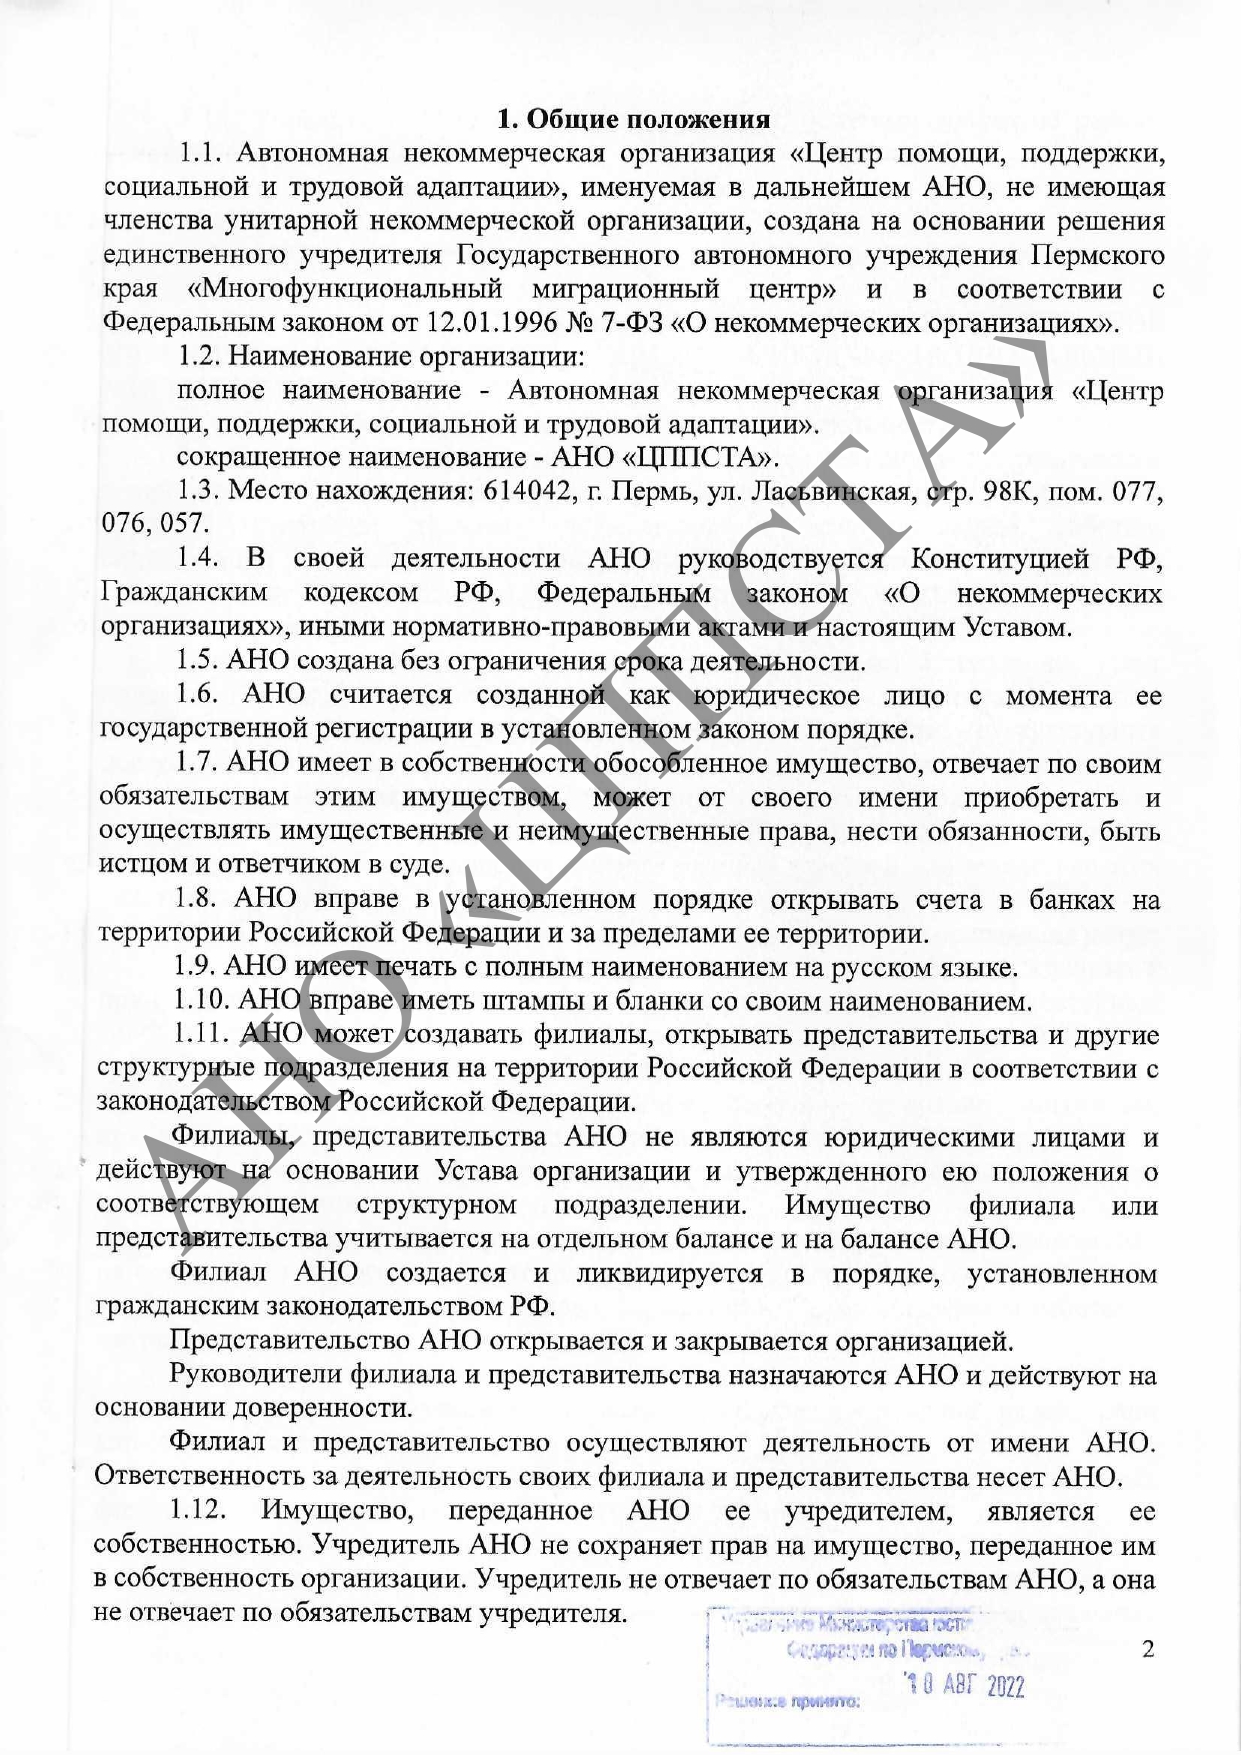 1. Общие положения
1.1. Автономная некоммерческая организация «Центр помощи, поддержки,
социальной и трудовой адаптации», именуемая в дальнейшем АНО, не имеющая
членства унитарной некоммерческой организации, создана на основании решения
единственного учредителя Государственного автономного учреждения Пермского
края «Многофункциональный миграционный центр» и в соответствии с
Федеральным законом от 12.01.1996 № 7-ФЗ «О некоммерческих организациях».
1.2. Наименование организации:
полное наименование - Автономная некоммерческая организация «Центр
помощи, поддержки, социальной и трудовой адаптации».
сокращенное наименование - АНО «ЦППСТА».
1.3. Место нахождения: 614042, г. Пермь, ул. Ласьвинская, стр. 98К, пом. 077,
076, 057.
1.4. В своей деятельности АНО руководствуется Конституцией РФ,
Гражданским кодексом РФ, Федеральным законом «О некоммерческих
организациях», иными нормативно-правовыми актами и настоящим Уставом.
1.5. АНО создана без ограничения срока деятельности.
1.6. АНО считается созданной как юридическое лицо с момента ее
государственной регистрации в установленном законом порядке.
1.7. АНО имеет в собственности обособленное имущество, отвечает по своим
обязательствам этим имуществом, может от своего имени приобретать и
осуществлять имущественные и неимущественные права, нести обязанности, быть
истцом и ответчиком в суде.
1.8. АНО вправе в установленном порядке открывать счета в банках на
территории Российской Федерации и за пределами ее территории.
1.9. АНО имеет печать с полным наименованием на русском языке.
1.10. АНО вправе иметь штампы и бланки со своим наименованием.
1.11. АНО может создавать филиалы, открывать представительства и другие
структурные подразделения на территории Российской Федерации в соответствии с
законодательством Российской Федерации.
Филиалы, представительства АНО не являются юридическими лицами и
действуют на основании Устава организации и утвержденного ею положения о
соответствующем структурном подразделении. Имущество филиала или
представительства учитывается на отдельном балансе и на балансе АНО.
Филиал АНО создается и ликвидируется в порядке, установленном
гражданским законодательством РФ.
Представительство АНО открывается и закрывается организацией.
Руководители филиала и представительства назначаются АНО и действуют на
основании доверенности.
Филиал и представительство осуществляют деятельность от имени АНО.
Ответственность за деятельность своих филиала и представительства несет АНО.
1.12. Имущество, переданное АНО ее учредителем, является ее
собственностью. Учредитель АНО не сохраняет прав на имущество, переданное им
в собственность организации. Учредитель не отвечает по обязательствам АНО, а она
не отвечает по обязательствам учредителя.
АНО «ЦППСТА»
Управление Министерства
Федерации по
10 АВГ 2022
Решение принято:
2